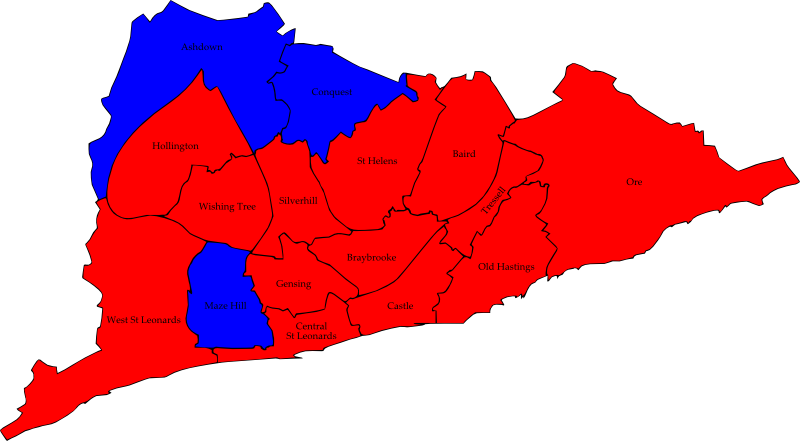 Ashdown
Conquest
Hollington
St Helens
Baird
Ore
Wishing Tree
Silverhill
Tressell
Braybrooke
Old Hastings
Gensing
Maze Hill
Castle
West St Leonards
Central
St Leonards